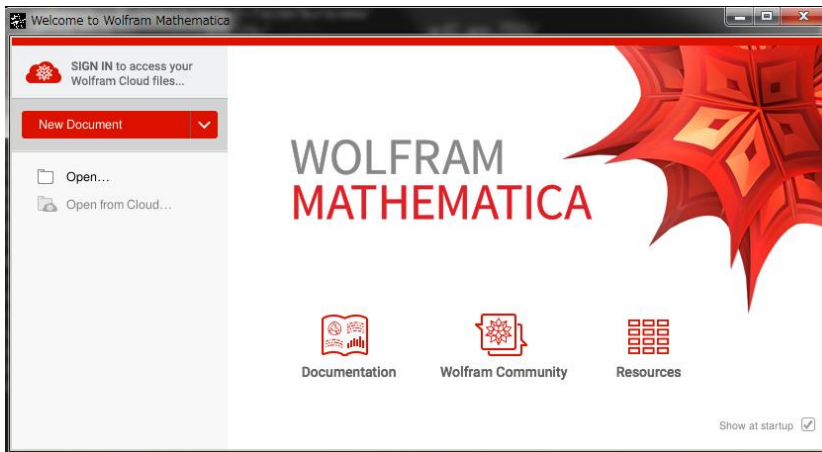 Welcome to Wolfram Mathematica
SIGN IN to access your
Wolfram Cloud files...
New Document
Open...
Open from Cloud...
WOLFRAM
MATHEMATICA
Documentation
Wolfram Community
Resources
Show at startup